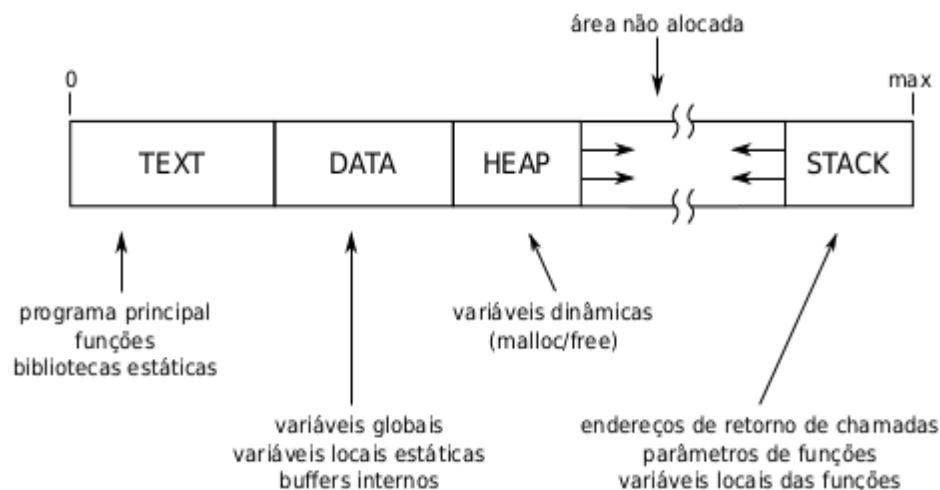 área não alocada
0
max
TEXT
DATA
HEAP
STACK
programa principal
funções
bibliotecas estáticas
variáveis dinâmicas
(malloc/free)
variáveis globais
variáveis locais estáticas
buffers internos
endereços de retorno de chamadas
parâmetros de funções
variáveis locais das funções